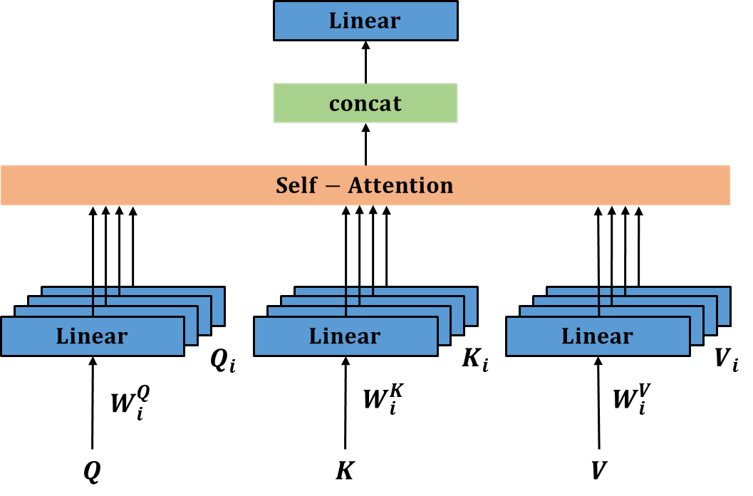 Linear
concat
Self − Attention
Linear Linear Linear
Q_i K_i V_i
W_i^Q W_i^K W_i^V
Q K V